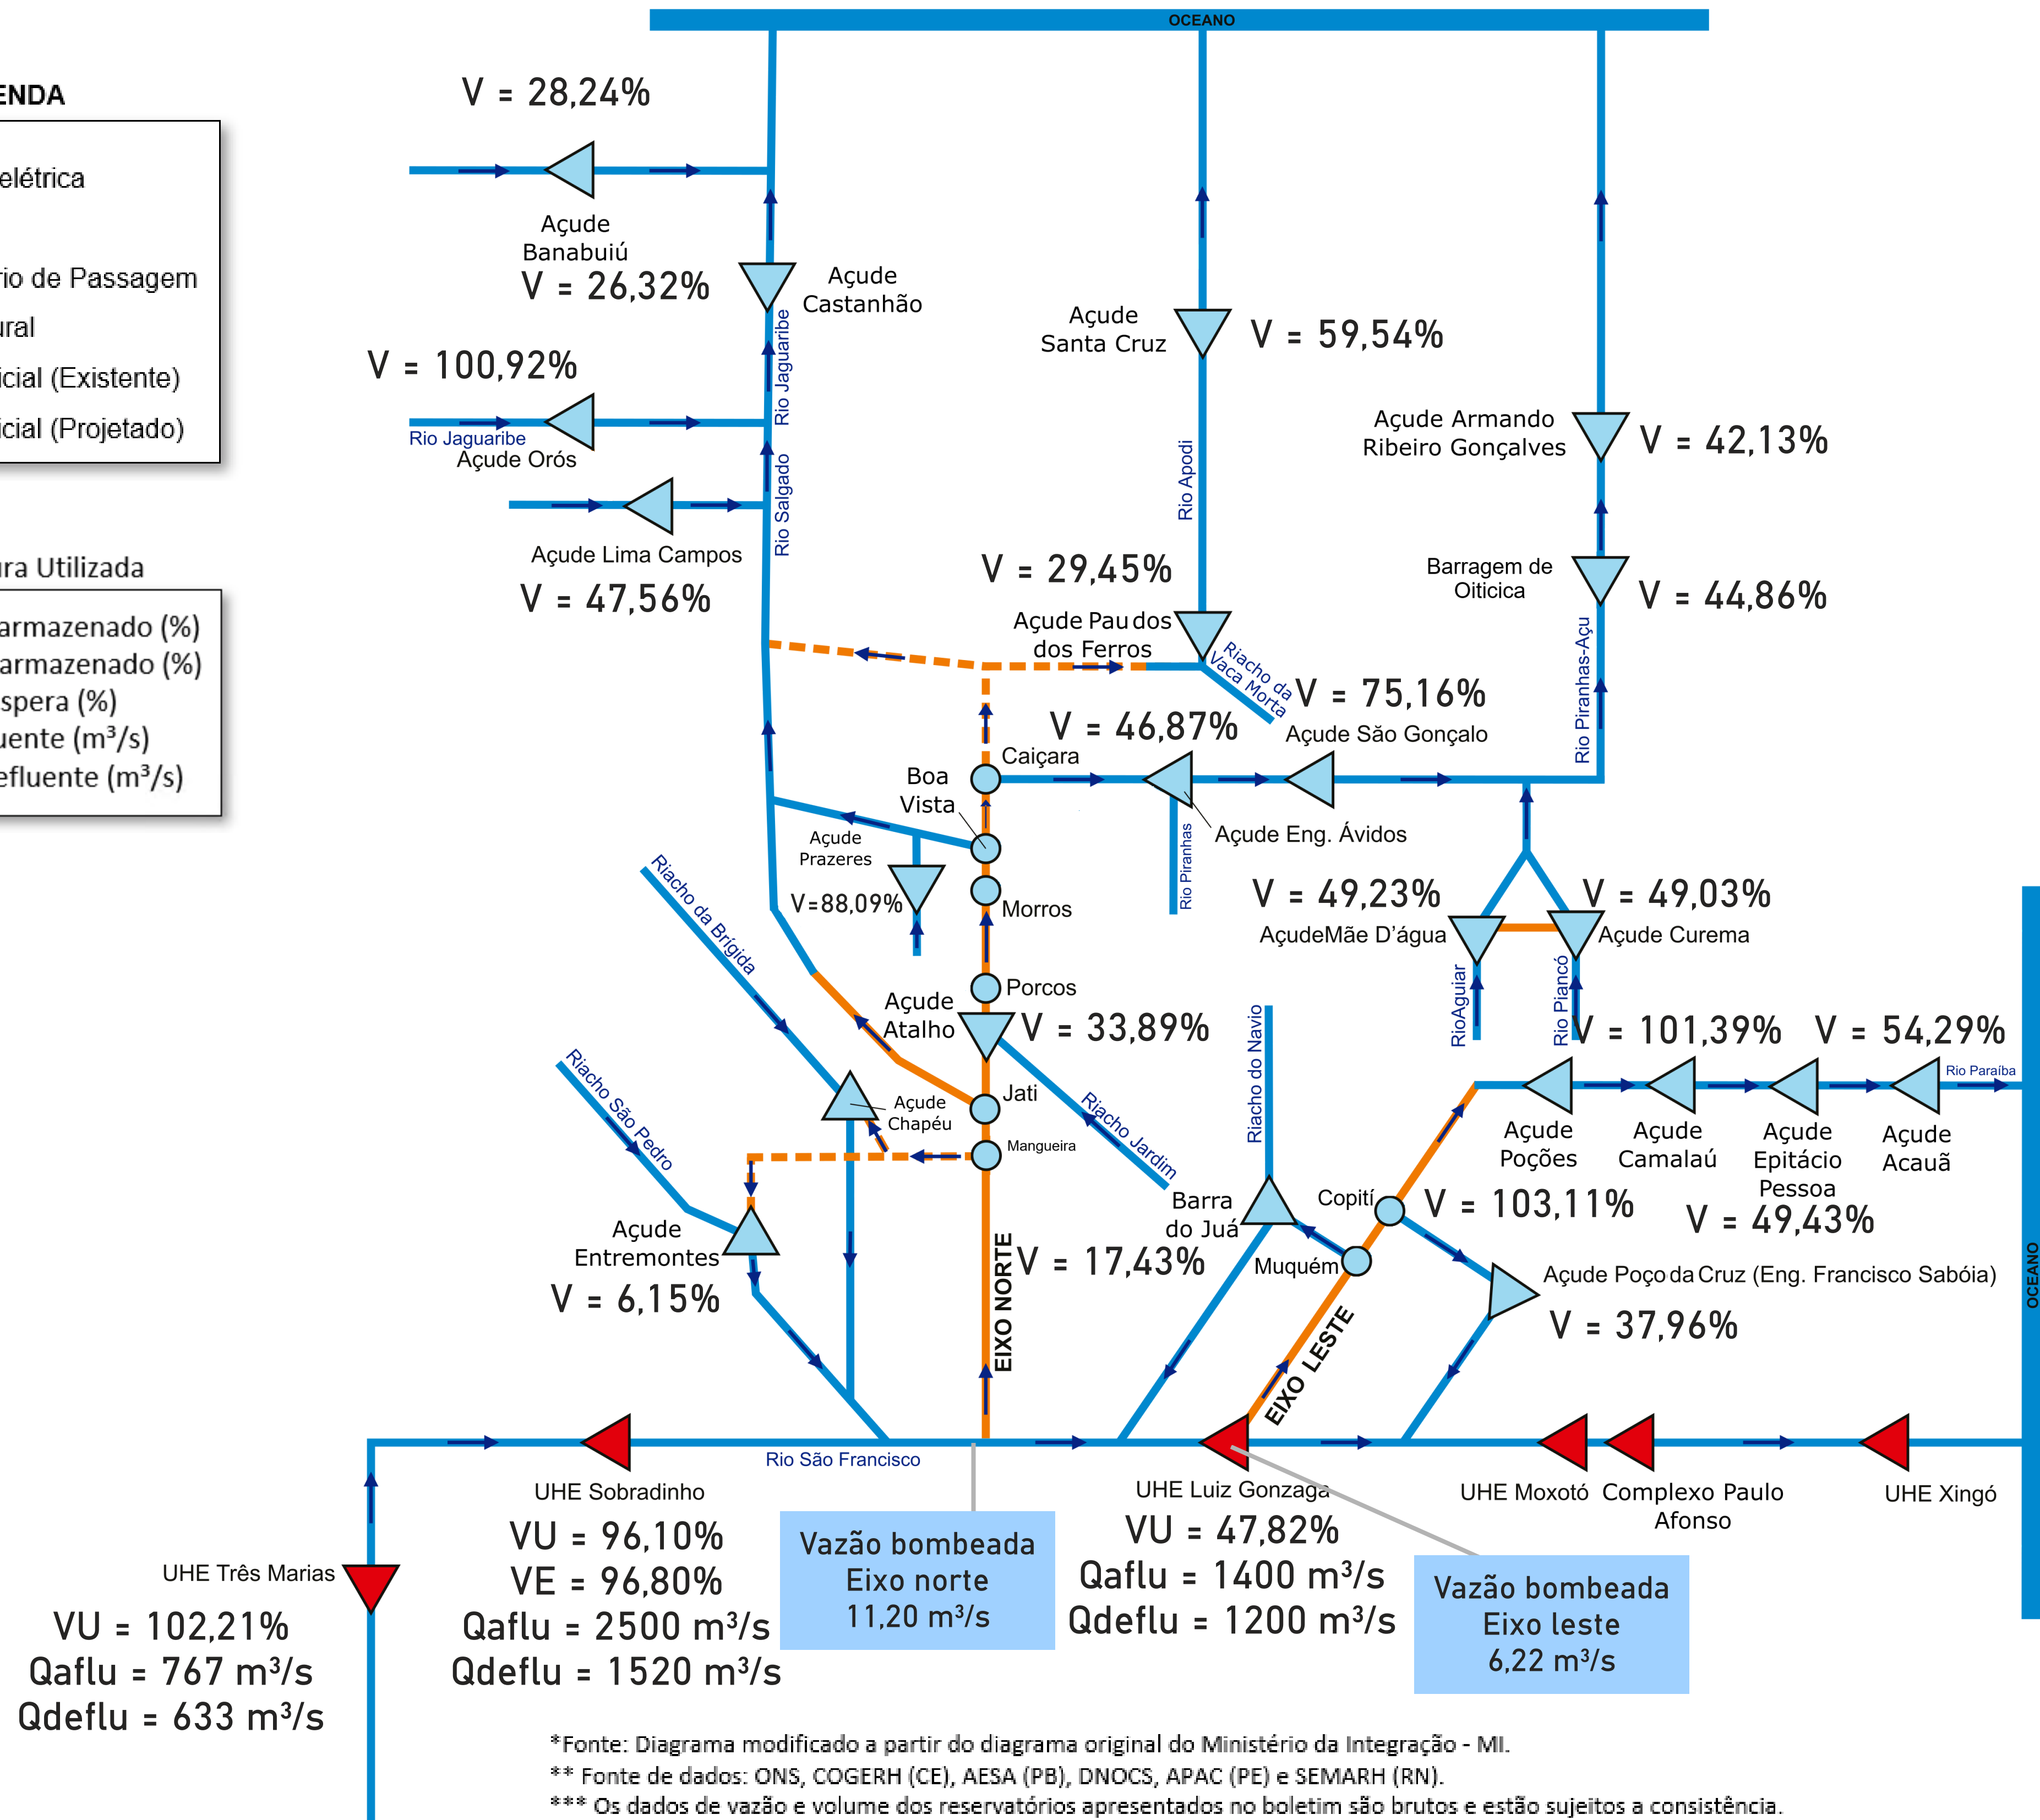 OCEANO
ENDA
elétrica
rio de Passagem
ural
icial (Existente)
icial (Projetado)
ura Utilizada
armazenado (%)
armazenado (%)
spera (%)
uente (m³/s)
efluente (m³/s)
V = 28,24%
Açude
Banabuiú
V = 26,32%
Açude
Castanhão
Rio Jaguaribe
V = 100,92%
Rio Jaguaribe
Açude Orós
Rio Salgado
Açude Lima Campos
V = 47,56%
Açude
Santa Cruz
V = 59,54%
Rio Apodi
Açude Armando
Ribeiro Gonçalves
V = 42,13%
Barragem de
Oiticica
V = 44,86%
Rio Piranhas-Açu
V = 29,45%
Açude Pau dos
dos Ferros
Riacho da
Vaca Morta
V = 75,16%
Açude São Gonçalo
V = 46,87%
Caiçara
Boa
Vista
Açude Eng. Ávidos
Rio Piranhas
Açude
Prazeres
V=88,09%
Morros
Riacho da Brígida
V = 49,23%
AçudeMãe D'água
V = 49,03%
Açude Curema
RioAguiar
Rio Piancó
Porcos
Açude
Atalho
V = 33,89%
Jati
Riacho Jardim
Açude
Chapéu
Mangueira
Riacho São Pedro
Açude
Entremontes
V = 6,15%
EIXO NORTE
Riacho do Navio
Barra
do Juá
V = 17,43%
Muquém
Copití
EIXO LESTE
V = 101,39%
V = 54,29%
Rio Paraíba
Açude
Poções
Açude
Camalaú
Açude
Epitácio
Pessoa
Açude
Acauã
V = 103,11%
V = 49,43%
Açude Poço da Cruz (Eng. Francisco Sabóia)
V = 37,96%
OCEANO
Rio São Francisco
UHE Sobradinho
VU = 96,10%
VE = 96,80%
Qaflu = 2500 m³/s
Qdeflu = 1520 m³/s
Vazão bombeada
Eixo norte
11,20 m³/s
UHE Luiz Gonzaga
VU = 47,82%
Qaflu = 1400 m³/s
Qdeflu = 1200 m³/s
Vazão bombeada
Eixo leste
6,22 m³/s
UHE Moxotó
Complexo Paulo
Afonso
UHE Xingó
UHE Três Marias
VU = 102,21%
Qaflu = 767 m³/s
Qdeflu = 633 m³/s
*Fonte: Diagrama modificado a partir do diagrama original do Ministério da Integração - MI.
** Fonte de dados: ONS, COGERH (CE), AESA (PB), DNOCS, APAC (PE) e SEMARH (RN).
*** Os dados de vazão e volume dos reservatórios apresentados no boletim são brutos e estão sujeitos a consistência.